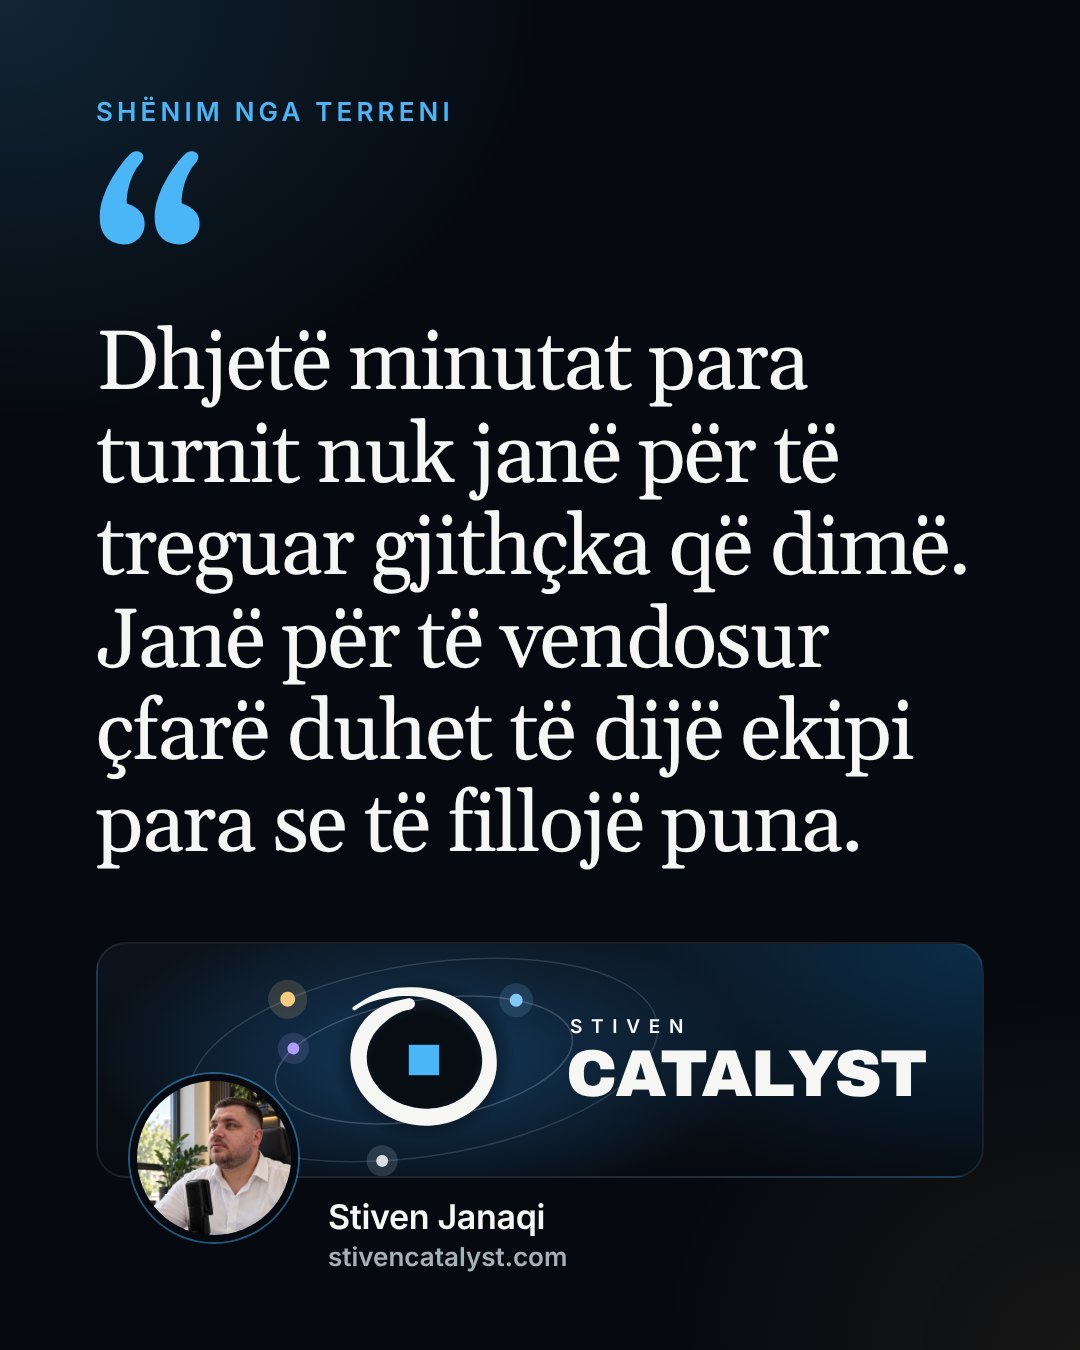 SHËNIM NGA TERRENI
“
Dhjetë minutat para
turnit nuk janë për të
treguar gjithçka që dimë.
Janë për të vendosur
çfarë duhet të dijë ekipi
para se të fillojë puna.
STIVEN
CATALYST
Stiven Janaqi
stivencatalyst.com